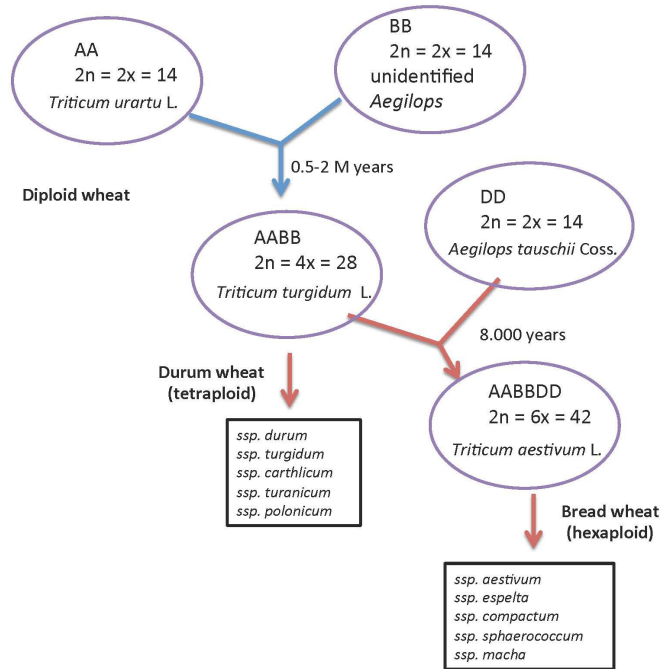 AA
2n = 2x = 14
Triticum urartu L.
BB
2n = 2x = 14
unidentified
Aegilops
0.5-2 M years
Diploid wheat
AABB
2n = 4x = 28
Triticum turgidum L.
DD
2n = 2x = 14
Aegilops tauschii Coss.
8.000 years
Durum wheat
(tetraploid)
AABBDD
2n = 6x = 42
Triticum aestivum L.
ssp. durum
ssp. turgidum
ssp. carthlicum
ssp. turanicum
ssp. polonicum
Bread wheat
(hexaploid)
ssp. aestivum
ssp. espelta
ssp. compactum
ssp. sphaerococcum
ssp. macha